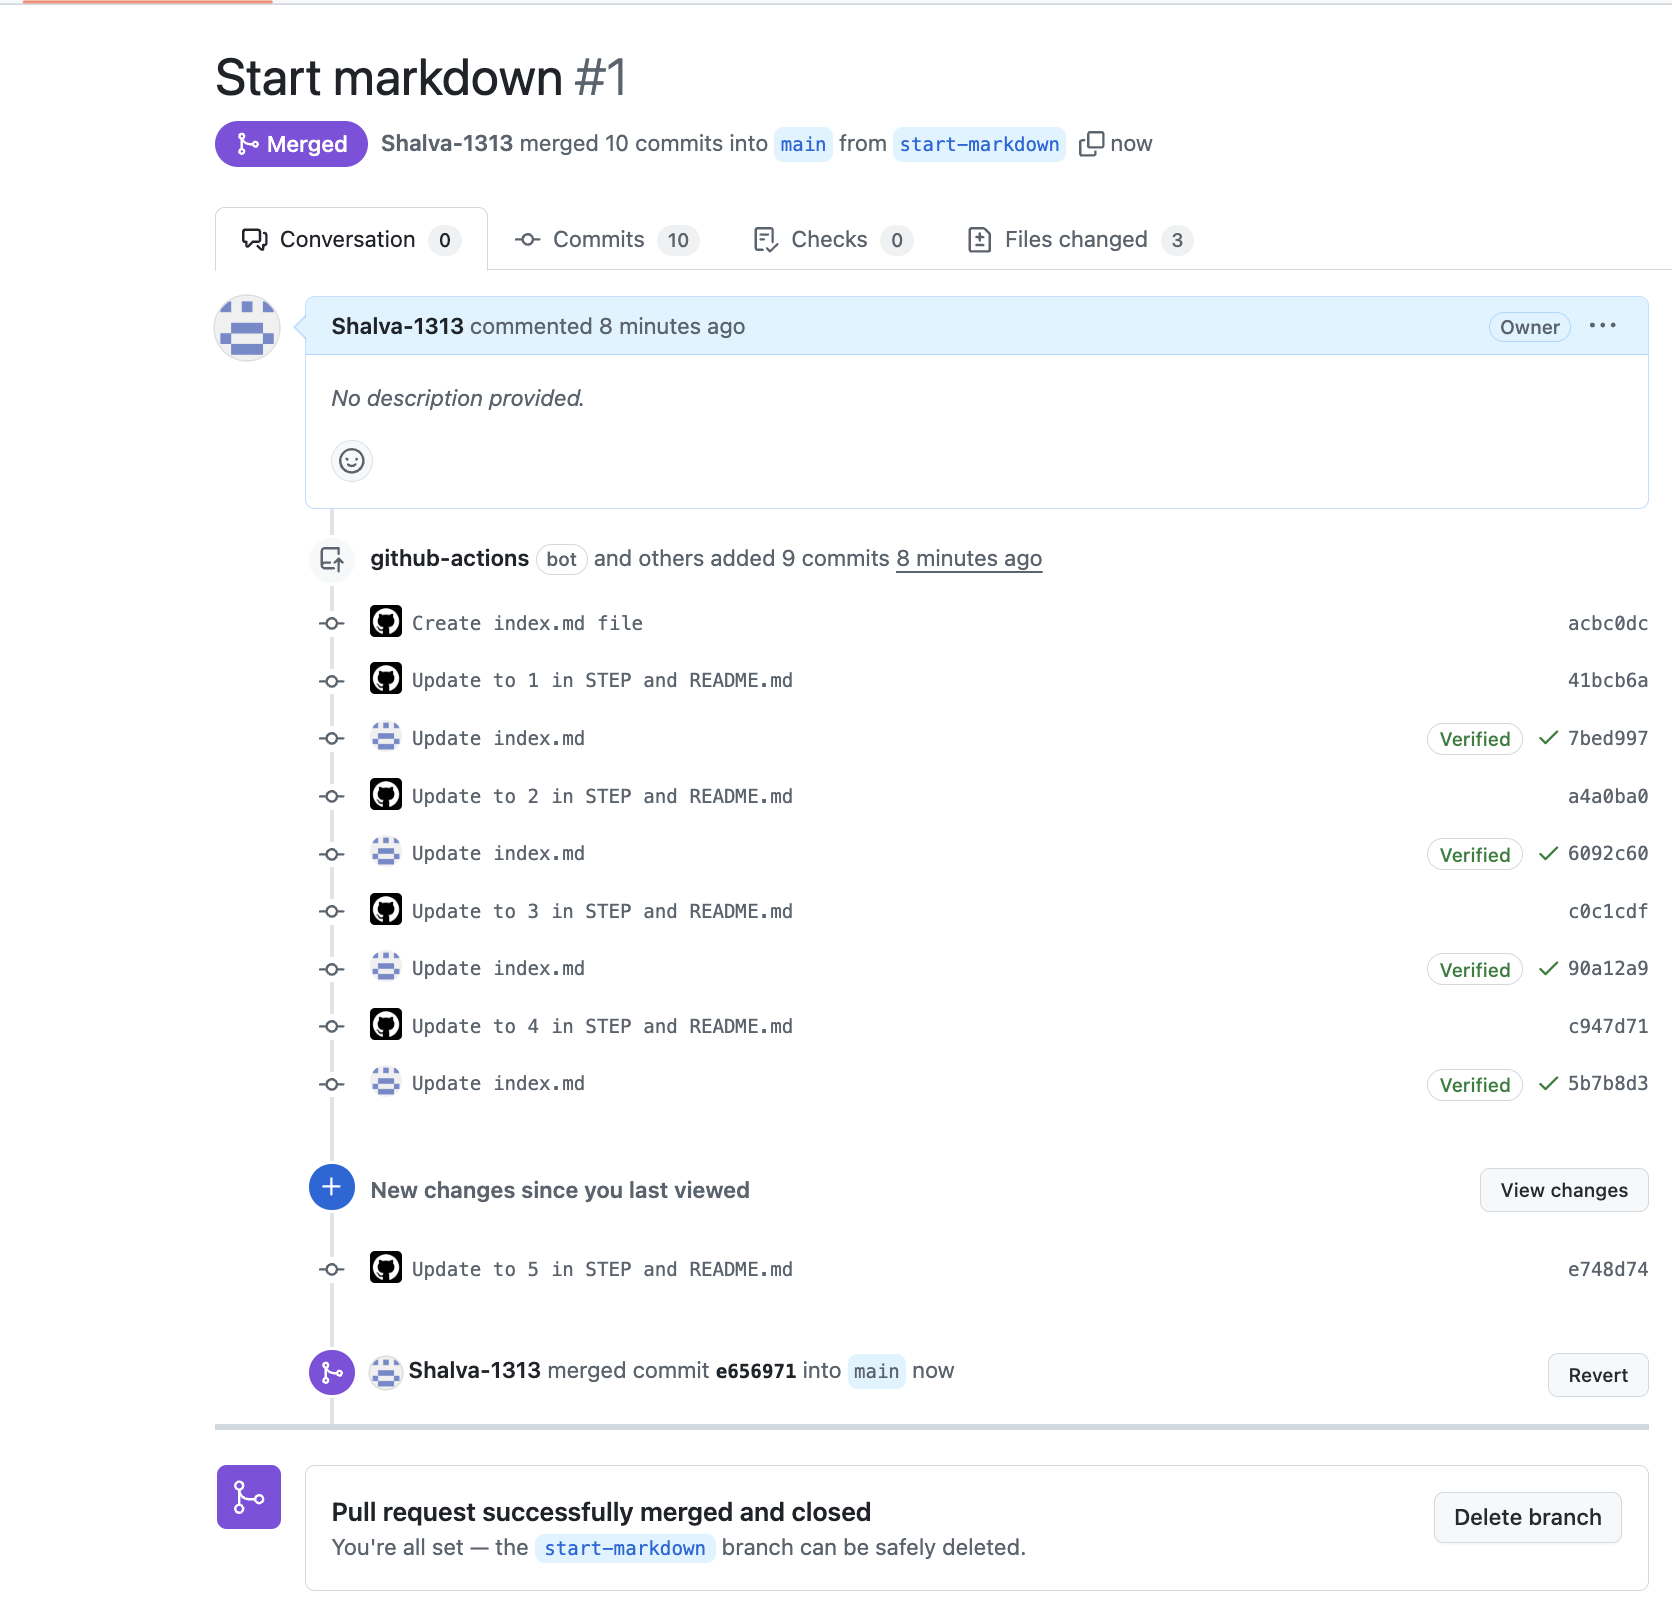 Start markdown #1
Merged Shalva-1313 merged 10 commits into main from start-markdown now
Conversation 0 Commits 10 Checks 0 Files changed 3
Shalva-1313 commented 8 minutes ago Owner ...
No description provided.
github-actions bot and others added 9 commits 8 minutes ago
Create index.md file acbc0dc
Update to 1 in STEP and README.md 41bcb6a
Update index.md Verified 7bed997
Update to 2 in STEP and README.md a4a0ba0
Update index.md Verified 6092c60
Update to 3 in STEP and README.md c0c1cdf
Update index.md Verified 90a12a9
Update to 4 in STEP and README.md c947d71
Update index.md Verified 5b7b8d3
New changes since you last viewed View changes
Update to 5 in STEP and README.md e748d74
Shalva-1313 merged commit e656971 into main now Revert
Pull request successfully merged and closed
You're all set — the start-markdown branch can be safely deleted.
Delete branch